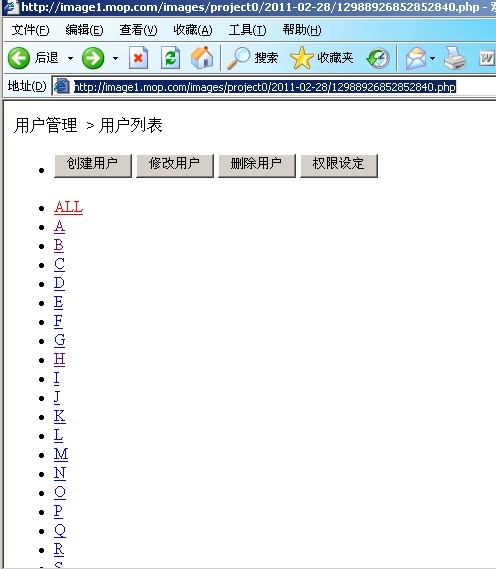 http://image1.mop.com/images/project0/2011-02-28/12988926852852840.php -
文件(F) 编辑(E) 查看(V) 收藏(A) 工具(T) 帮助(H)
后退 搜索 收藏夹
地址(D) http://image1.mop.com/images/project0/2011-02-28/12988926852852840.php
用户管理 > 用户列表
创建用户 修改用户 删除用户 权限设定
ALL
A
B
C
D
E
F
G
H
I
J
K
L
M
N
O
P
Q
R
S